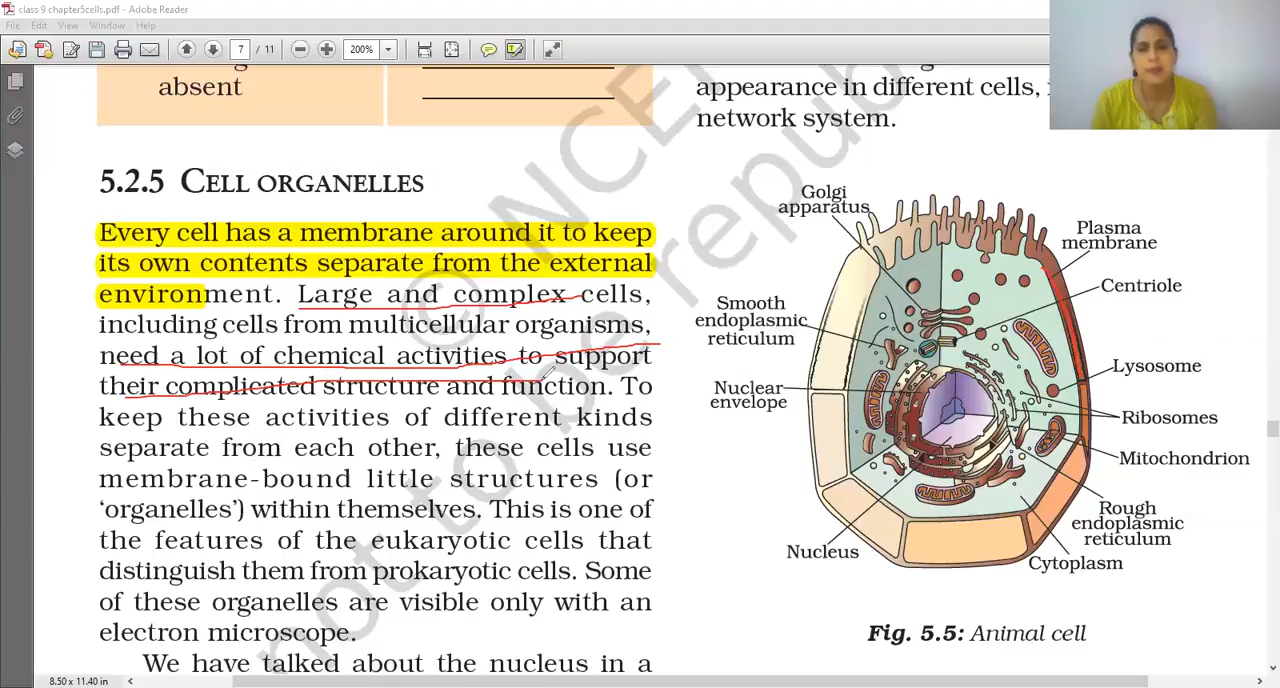 class 9 chapter5cells.pdf - Adobe Reader
File Edit View Window Help
7 / 11
200%
absent
appearance in different cells,
network system.
5.2.5 CELL ORGANELLES
Every cell has a membrane around it to keep
its own contents separate from the external
environment. Large and complex cells,
including cells from multicellular organisms,
need a lot of chemical activities to support
their complicated structure and function. To
keep these activities of different kinds
separate from each other, these cells use
membrane-bound little structures (or
‘organelles’) within themselves. This is one of
the features of the eukaryotic cells that
distinguish them from prokaryotic cells. Some
of these organelles are visible only with an
electron microscope.
We have talked about the nucleus in a
Golgi
apparatus
Plasma
membrane
Centriole
Smooth
endoplasmic
reticulum
Lysosome
Nuclear
envelope
Ribosomes
Mitochondrion
Rough
endoplasmic
reticulum
Nucleus
Cytoplasm
Fig. 5.5: Animal cell
© NCE
not to be republ
8.50 x 11.40 in